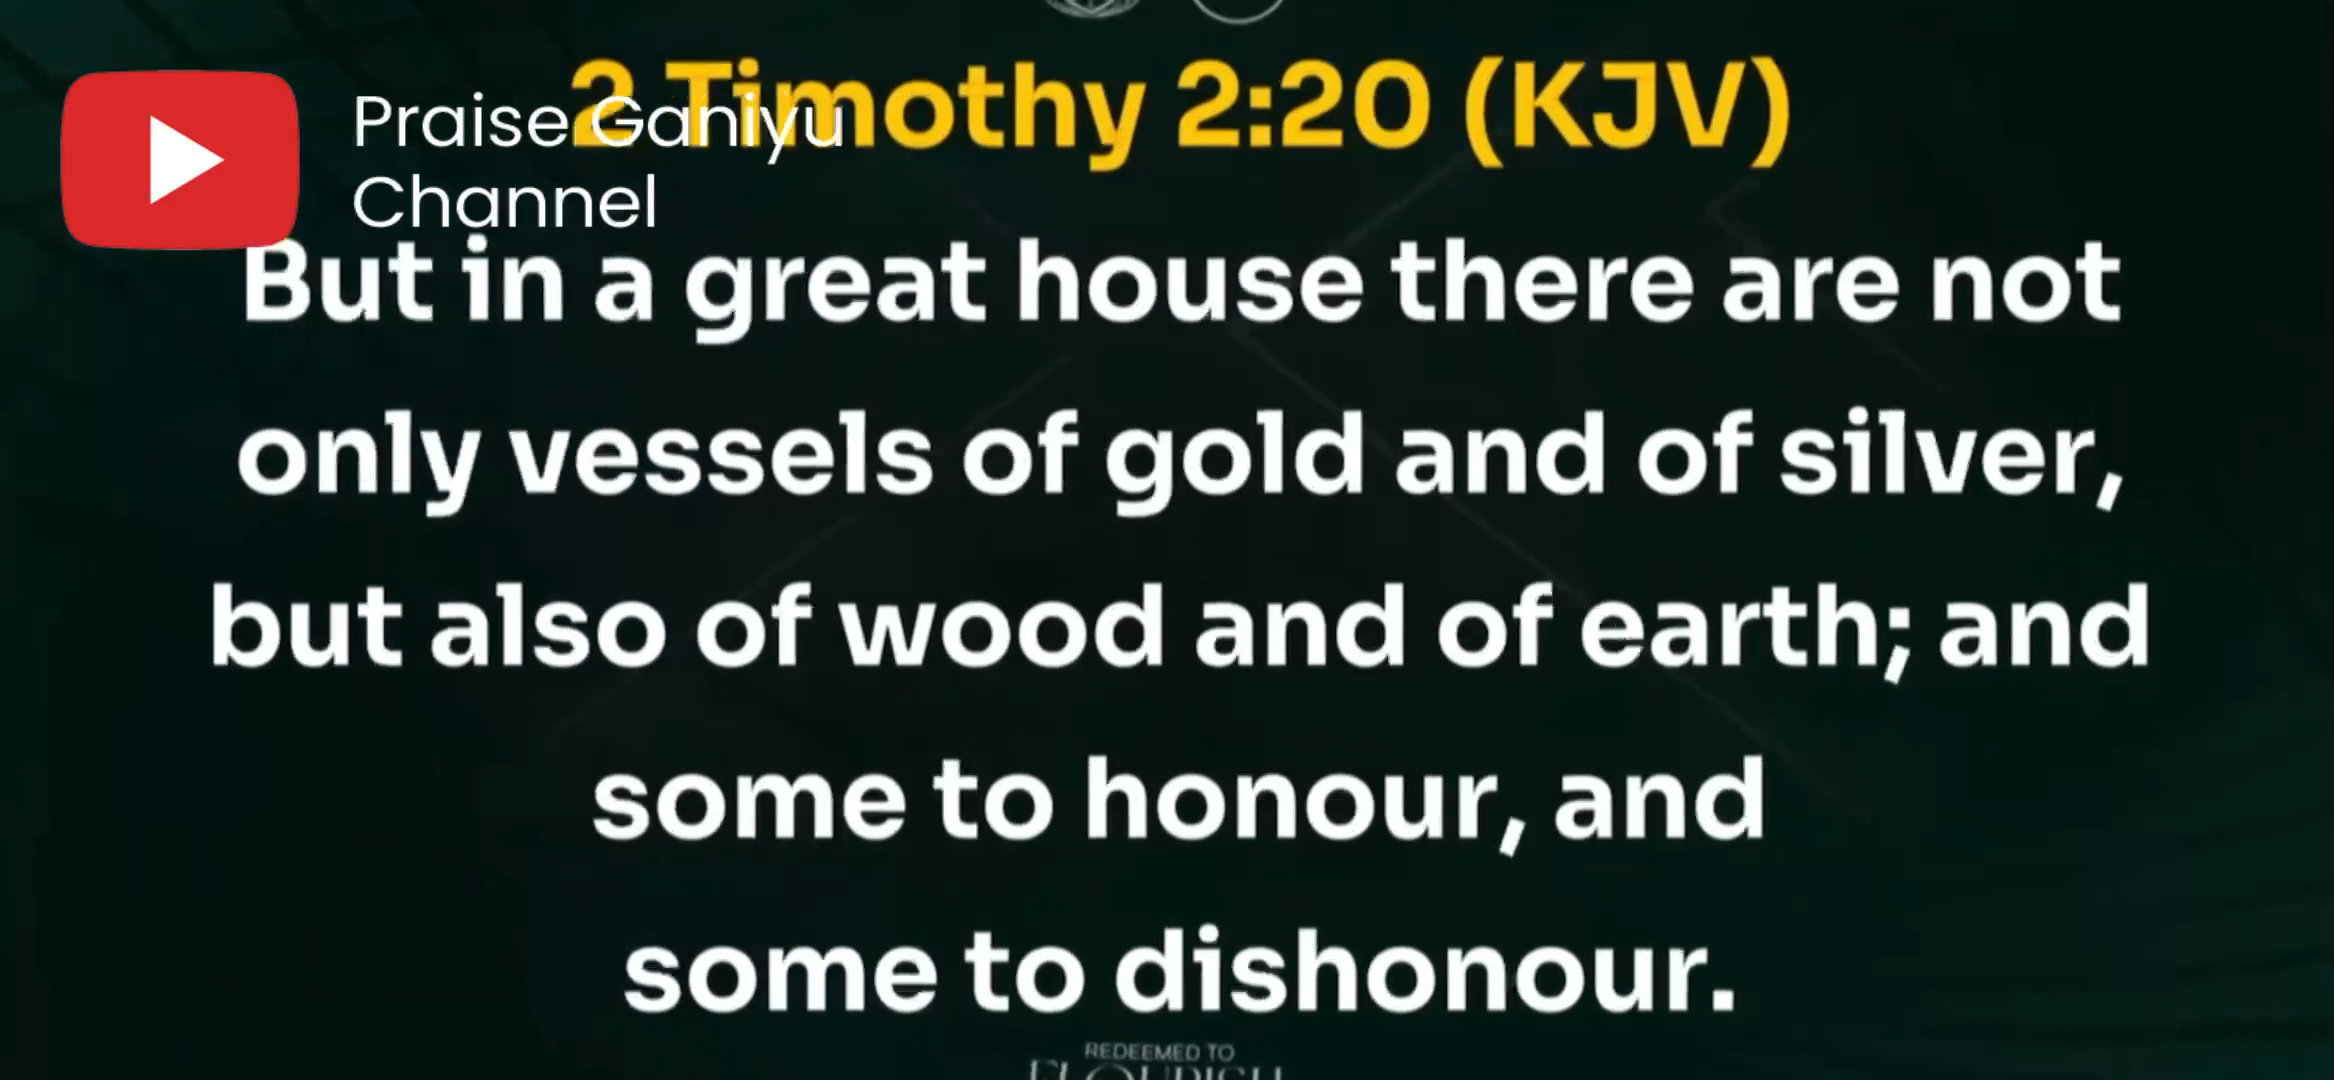 2 Timothy 2:20 (KJV)
Praise Ganiyu
Channel
But in a great house there are not
only vessels of gold and of silver,
but also of wood and of earth; and
some to honour, and
some to dishonour.
REDEEMED TO
FLOURISH